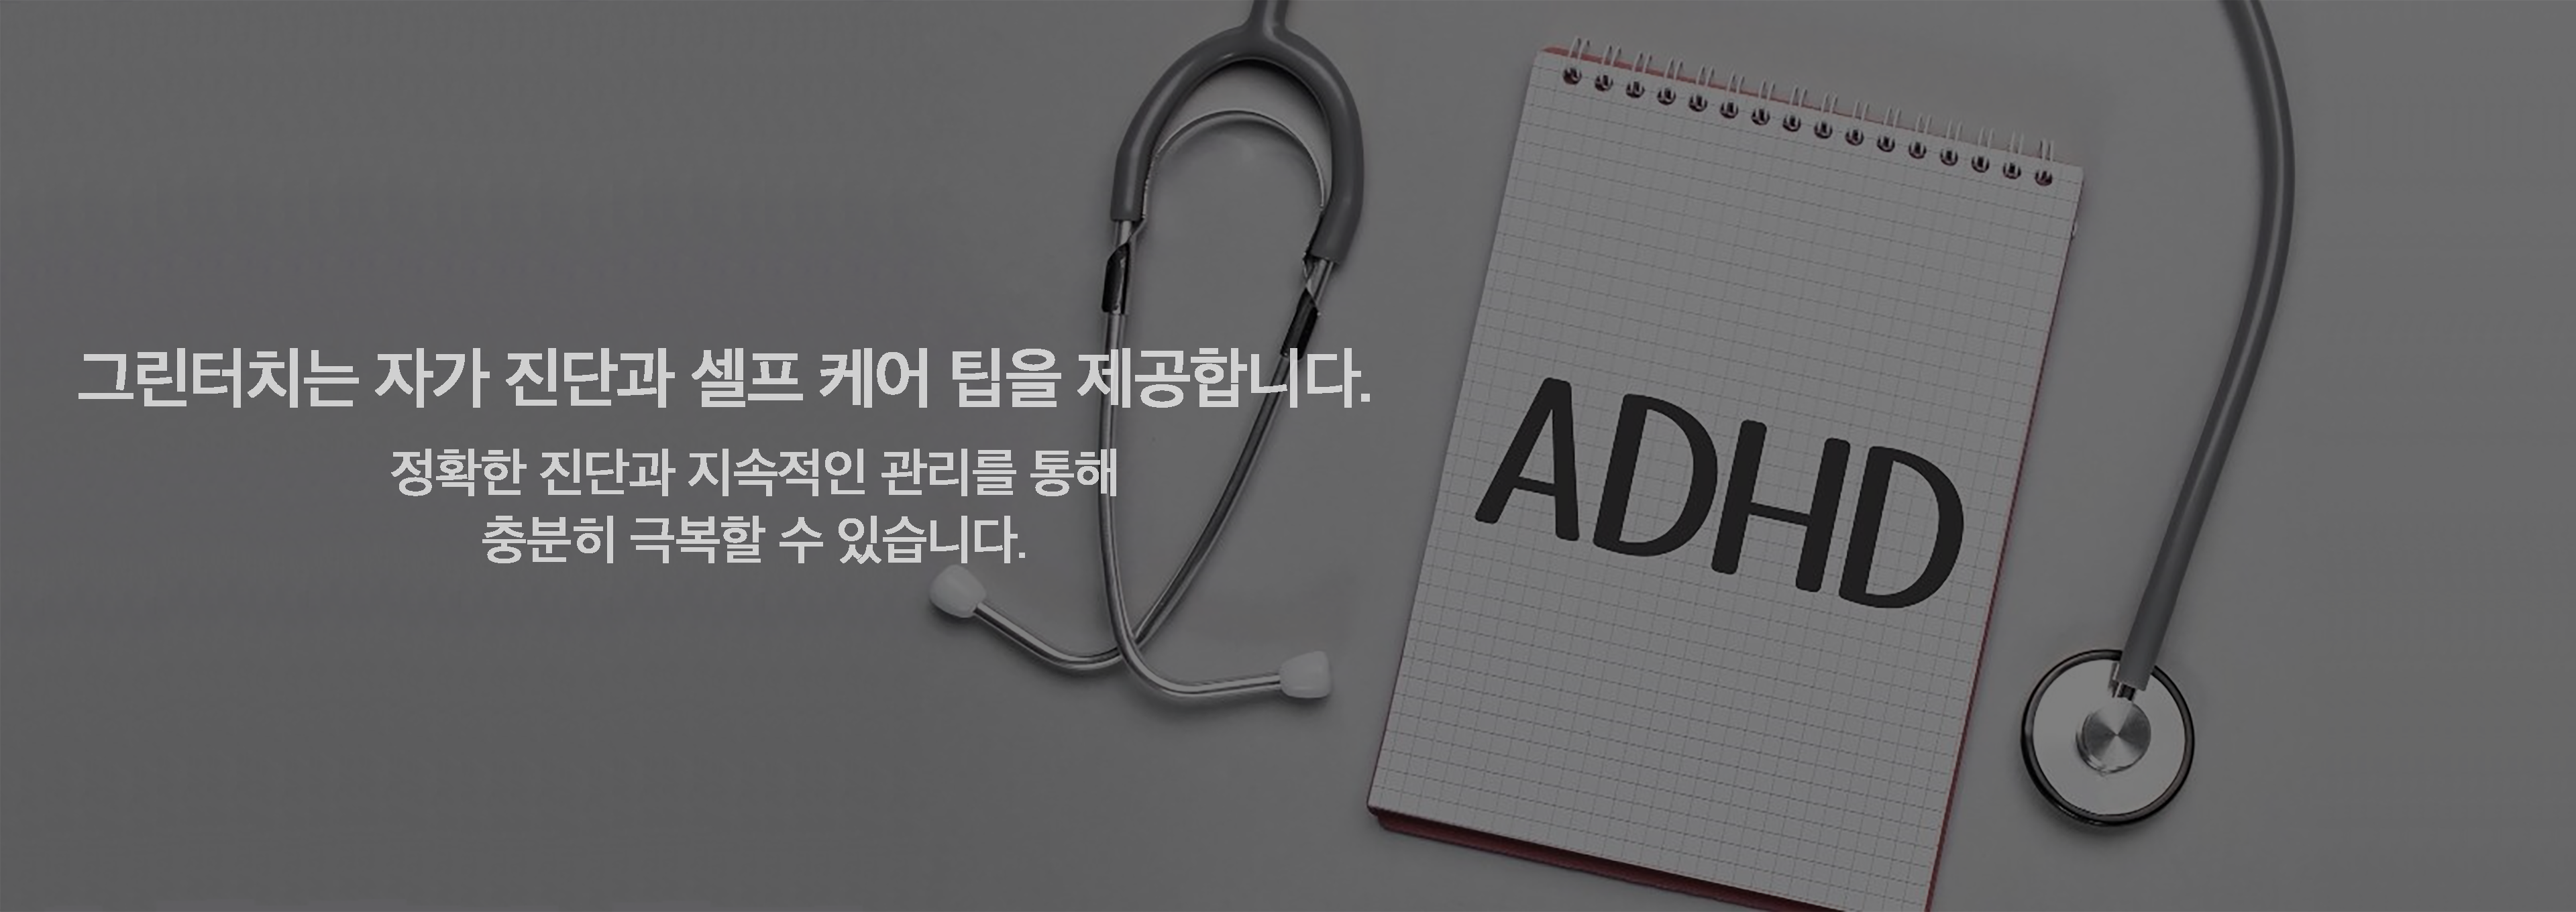 그린터치는 자가 진단과 셀프 케어 팁을 제공합니다.
정확한 진단과 지속적인 관리를 통해
충분히 극복할 수 있습니다.
ADHD